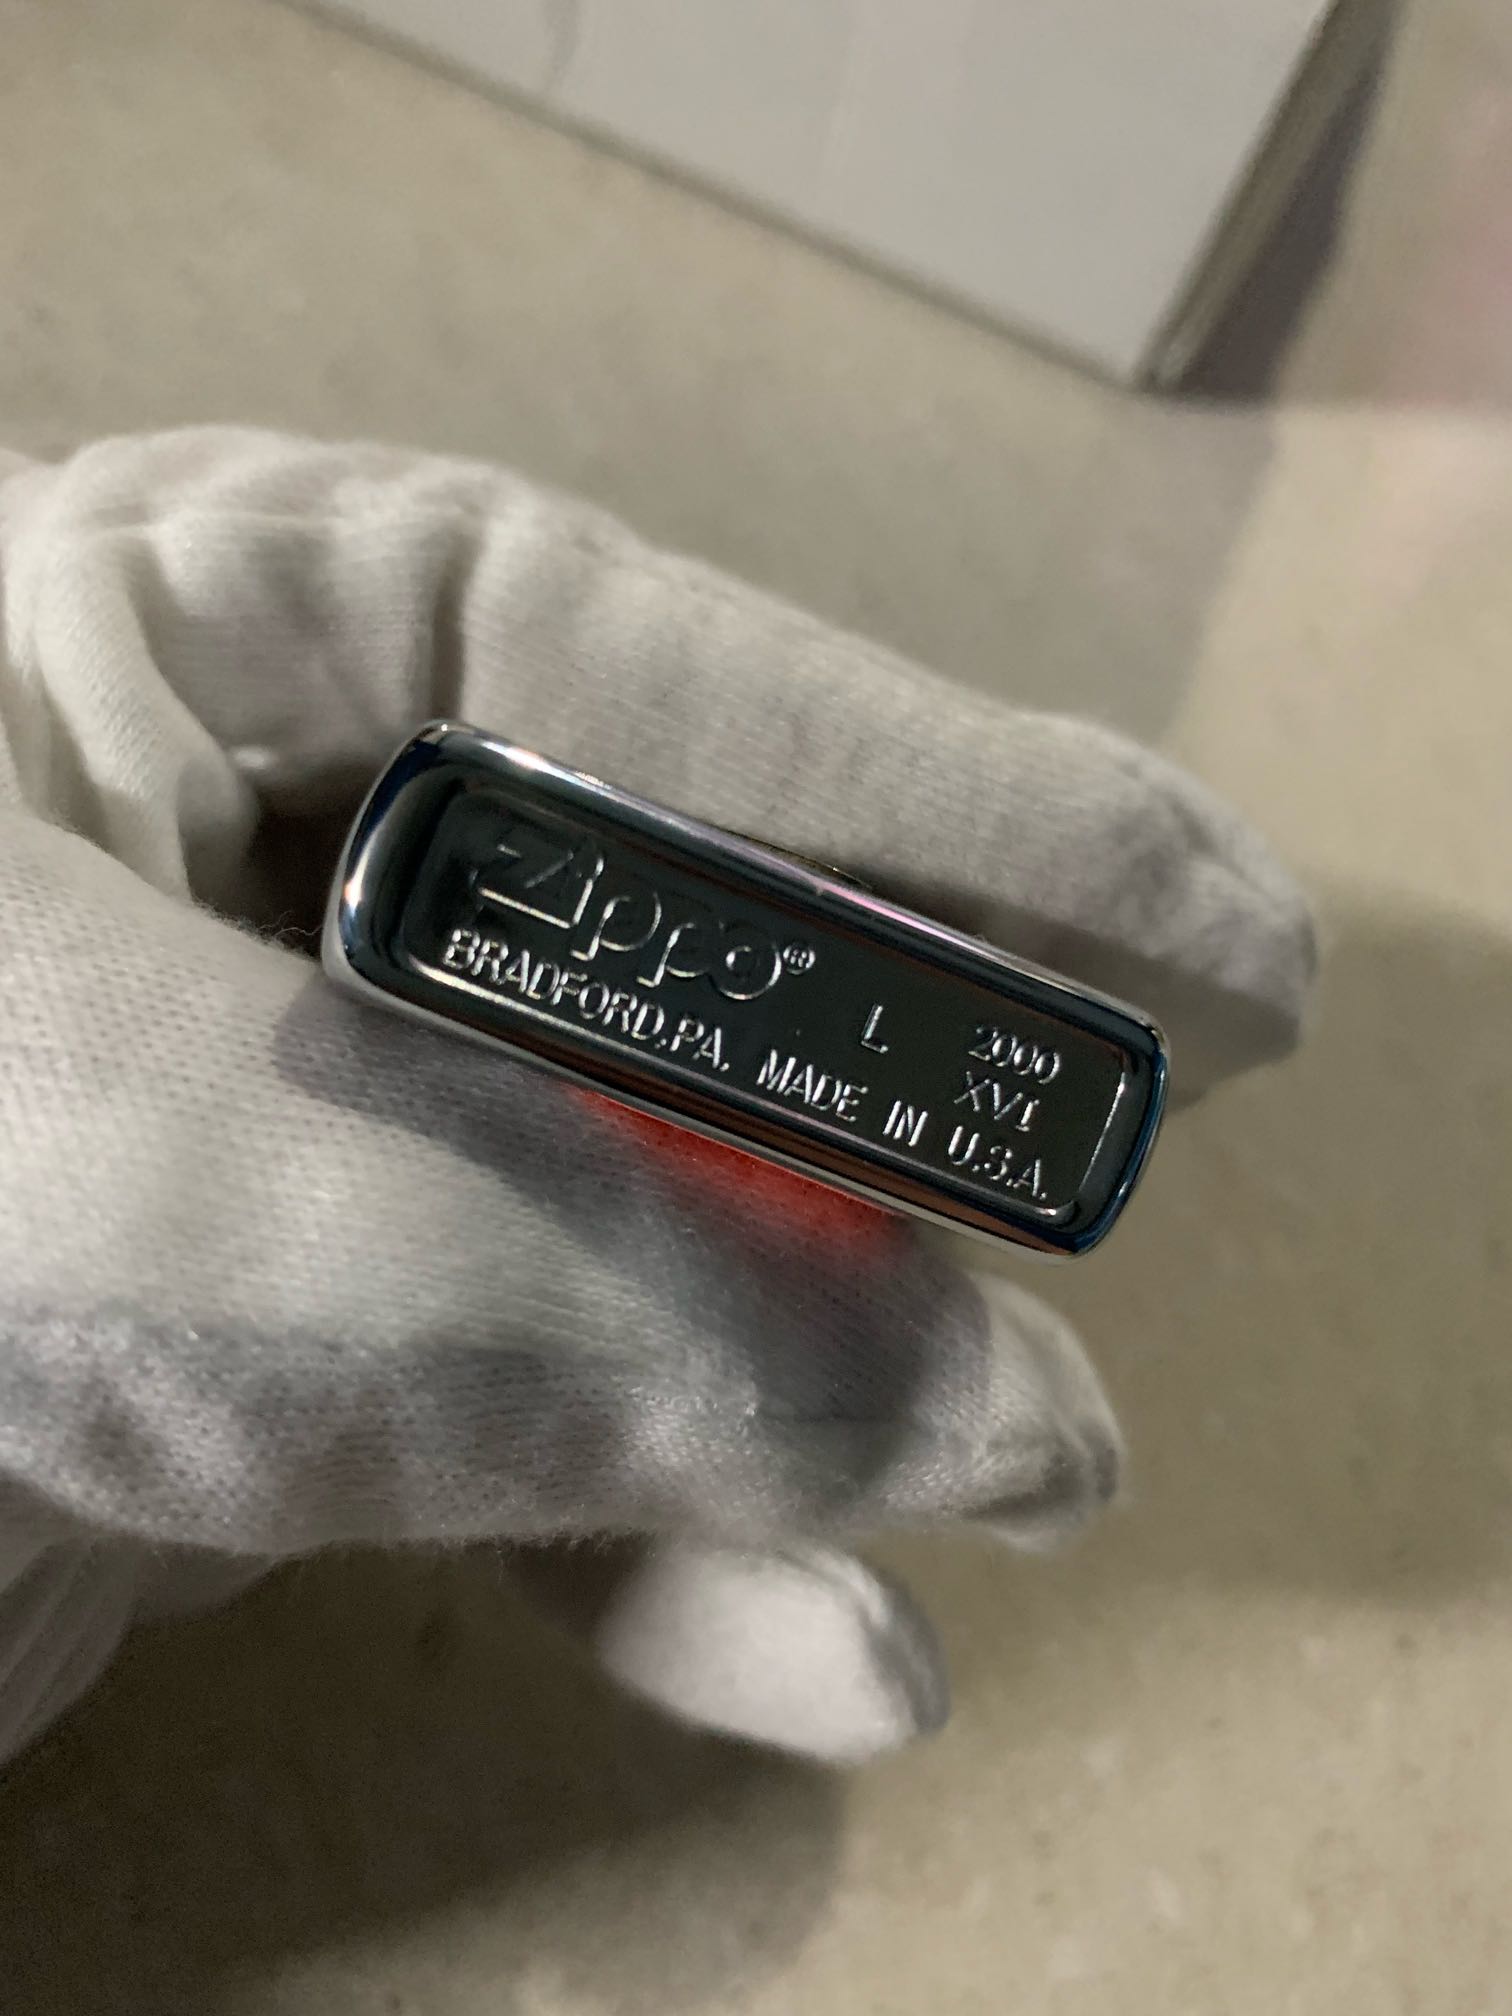 Zippo® L 2000
XVI
BRADFORD,PA. MADE IN U.S.A.